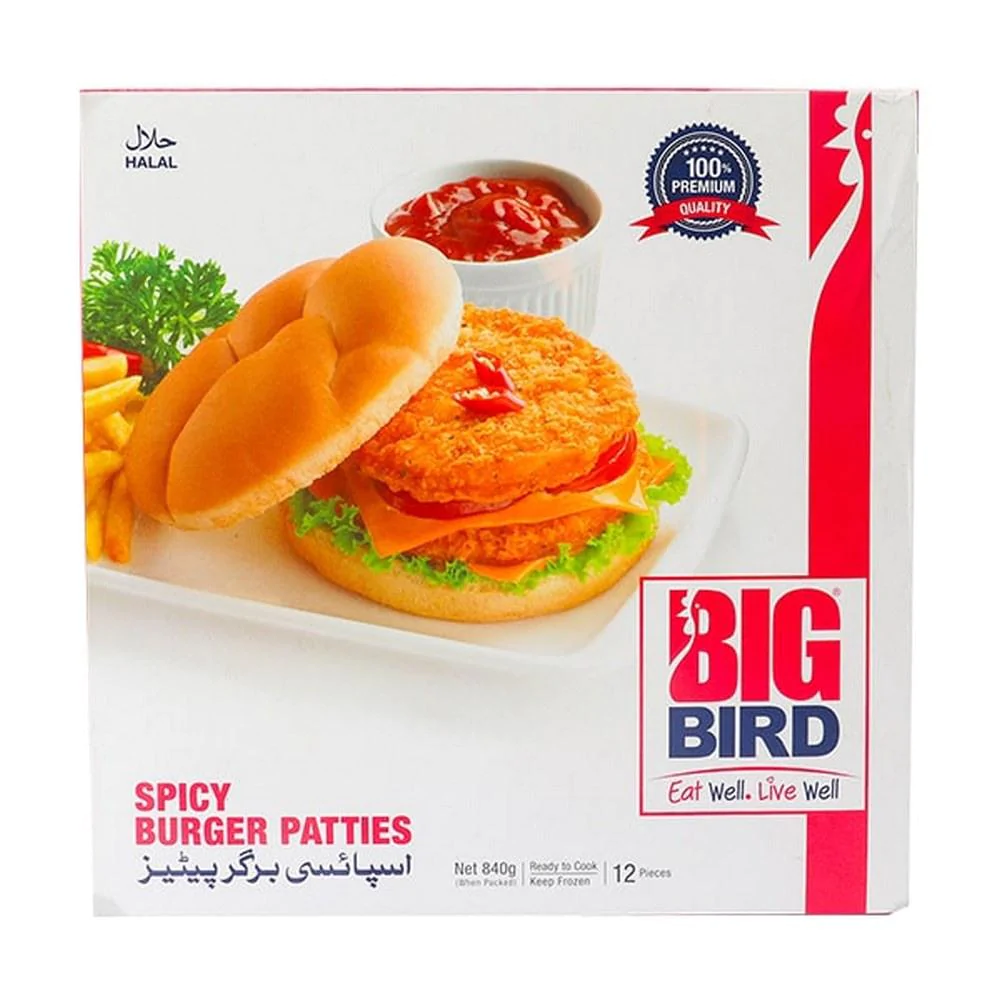 حلال
HALAL
100%
PREMIUM
QUALITY
BIG®
BIRD
Eat Well. Live Well
SPICY
BURGER PATTIES
اسپائسی برگر پیٹیز
Net 840g
(When Packed)
Ready to Cook
Keep Frozen
12 Pieces